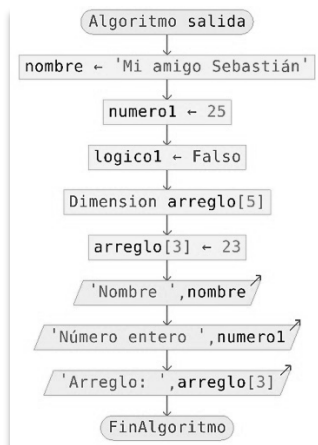 Algoritmo salida
nombre ← 'Mi amigo Sebastián'
numero1 ← 25
logico1 ← Falso
Dimension arreglo[5]
arreglo[3] ← 23
'Nombre ',nombre
'Número entero ',numero1
'Arreglo: ',arreglo[3]
FinAlgoritmo